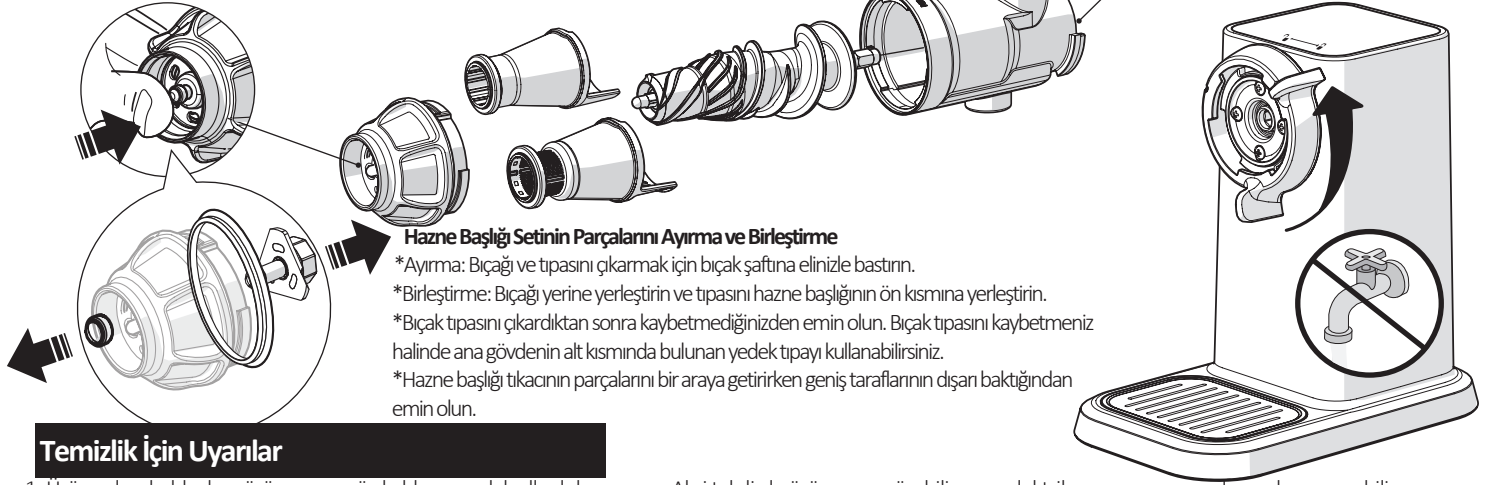 Hazne Başlığı Setinin Parçalarını Ayırma ve Birleştirme
*Ayırma: Bıçağı ve tıpasını çıkarmak için bıçak şaftına elinizle bastırın.
*Birleştirme: Bıçağı yerine yerleştirin ve tıpasını hazne başlığının ön kısmına yerleştirin.
*Bıçak tıpasını çıkardıktan sonra kaybetmediğinizden emin olun. Bıçak tıpasını kaybetmeniz
halinde ana gövdenin alt kısmında bulunan yedek tıpayı kullanabilirsiniz.
*Hazne başlığı tıkacının parçalarını bir araya getirirken geniş taraflarının dışarı baktığından
emin olun.
Temizlik İçin Uyarılar